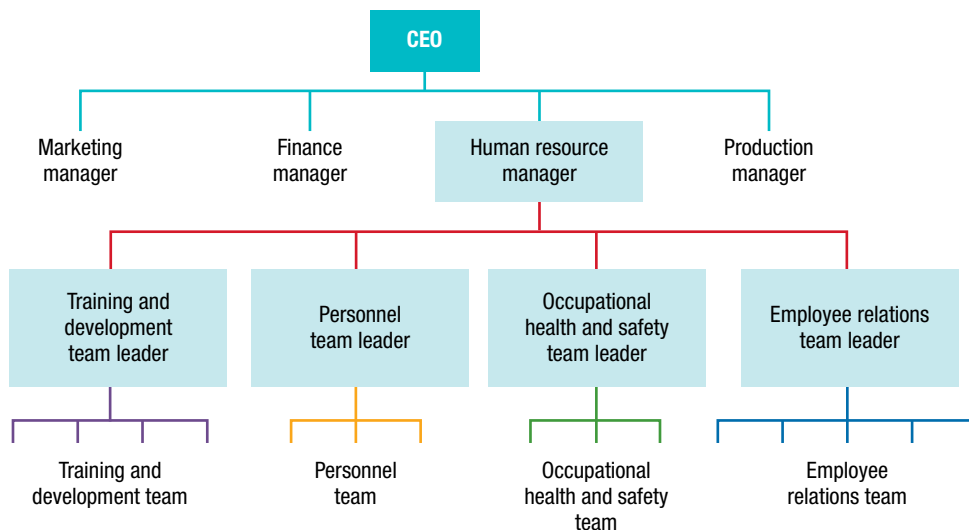 CEO
Marketing
manager
Finance
manager
Human resource
manager
Production
manager
Training and
development
team leader
Personnel
team leader
Occupational
health and safety
team leader
Employee relations
team leader
Training and
development team
Personnel
team
Occupational
health and safety
team
Employee
relations team